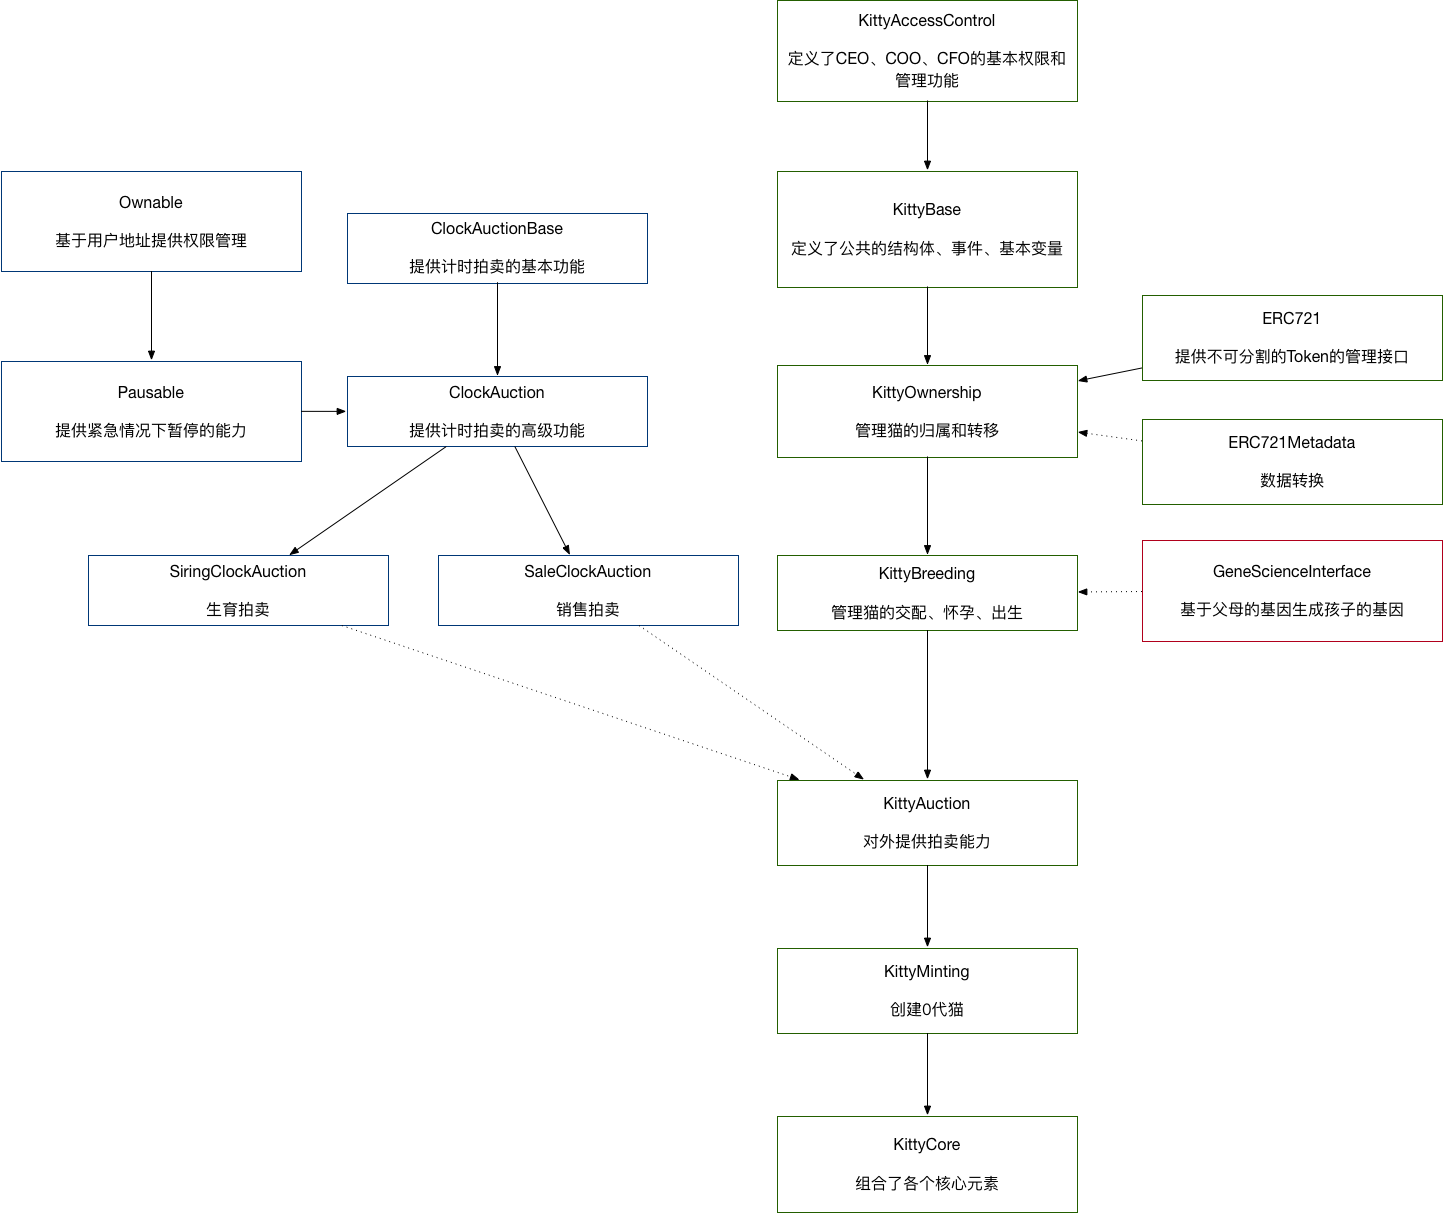 KittyAccessControl
定义了CEO、COO、CFO的基本权限和
管理功能
Ownable
基于用户地址提供权限管理
ClockAuctionBase
提供计时拍卖的基本功能
KittyBase
定义了公共的结构体、事件、基本变量
ERC721
提供不可分割的Token的管理接口
Pausable
提供紧急情况下暂停的能力
ClockAuction
提供计时拍卖的高级功能
KittyOwnership
管理猫的归属和转移
ERC721Metadata
数据转换
SiringClockAuction
生育拍卖
SaleClockAuction
销售拍卖
KittyBreeding
管理猫的交配、怀孕、出生
GeneScienceInterface
基于父母的基因生成孩子的基因
KittyAuction
对外提供拍卖能力
KittyMinting
创建0代猫
KittyCore
组合了各个核心元素